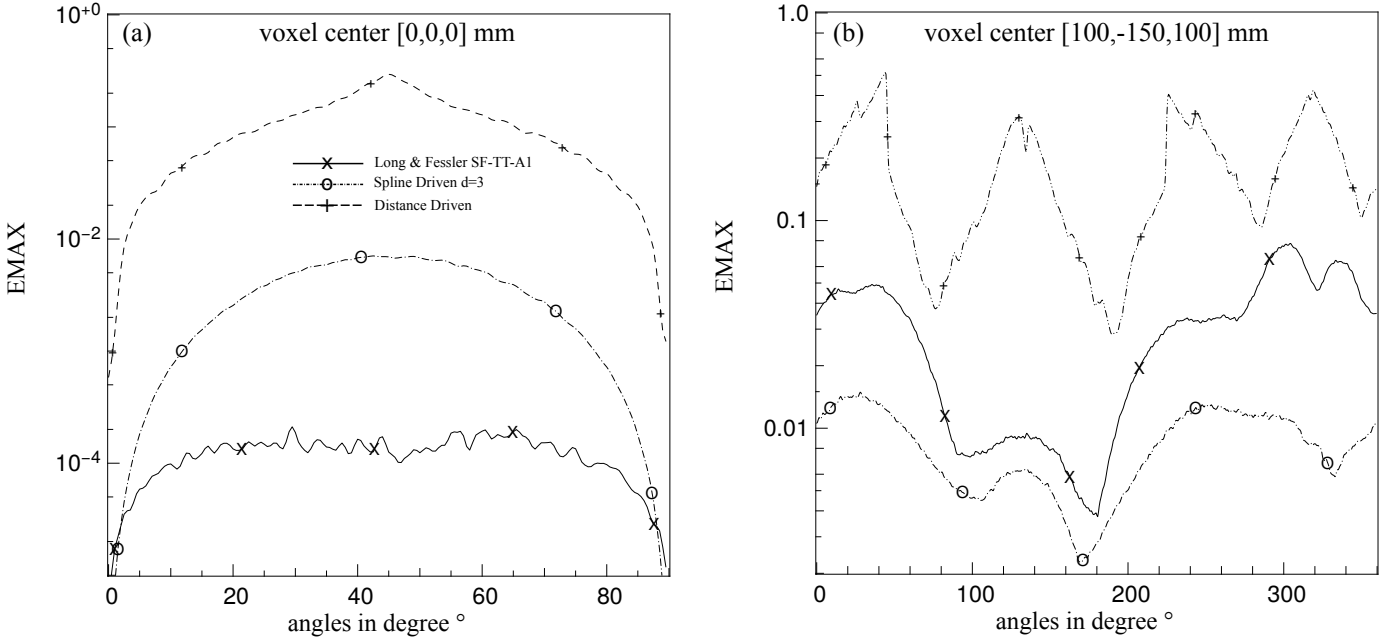 (a)
voxel center [0,0,0] mm
10⁺⁰
10⁻²
10⁻⁴
EMAX
X Long & Fessler SF-TT-A1
O Spline Driven d=3
+ Distance Driven
0 20 40 60 80
angles in degree °
(b)
voxel center [100,-150,100] mm
1.0
0.1
0.01
EMAX
0 100 200 300
angles in degree °